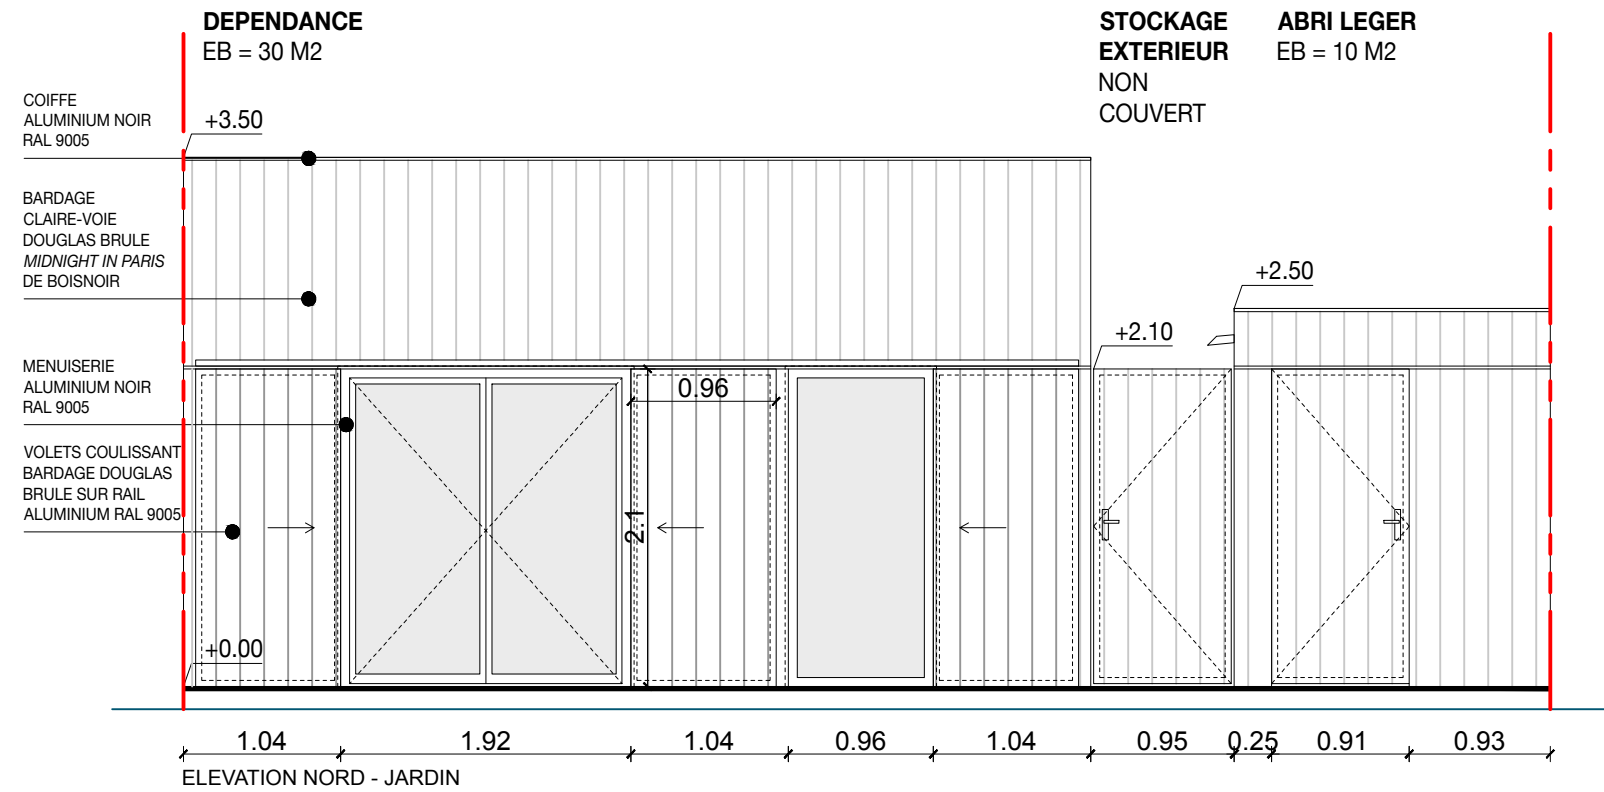 DEPENDANCE
EB = 30 M2
STOCKAGE
EXTERIEUR
NON
COUVERT
ABRI LEGER
EB = 10 M2
COIFFE
ALUMINIUM NOIR
RAL 9005
+3.50
BARDAGE
CLAIRE-VOIE
DOUGLAS BRULE
MIDNIGHT IN PARIS
DE BOISNOIR
+2.50
+2.10
MENUISERIE
ALUMINIUM NOIR
RAL 9005
0.96
VOLETS COULISSANT
BARDAGE DOUGLAS
BRULE SUR RAIL
ALUMINIUM RAL 9005
2.1
+0.00
1.04 1.92 1.04 0.96 1.04 0.95 0.25 0.91 0.93
ELEVATION NORD - JARDIN